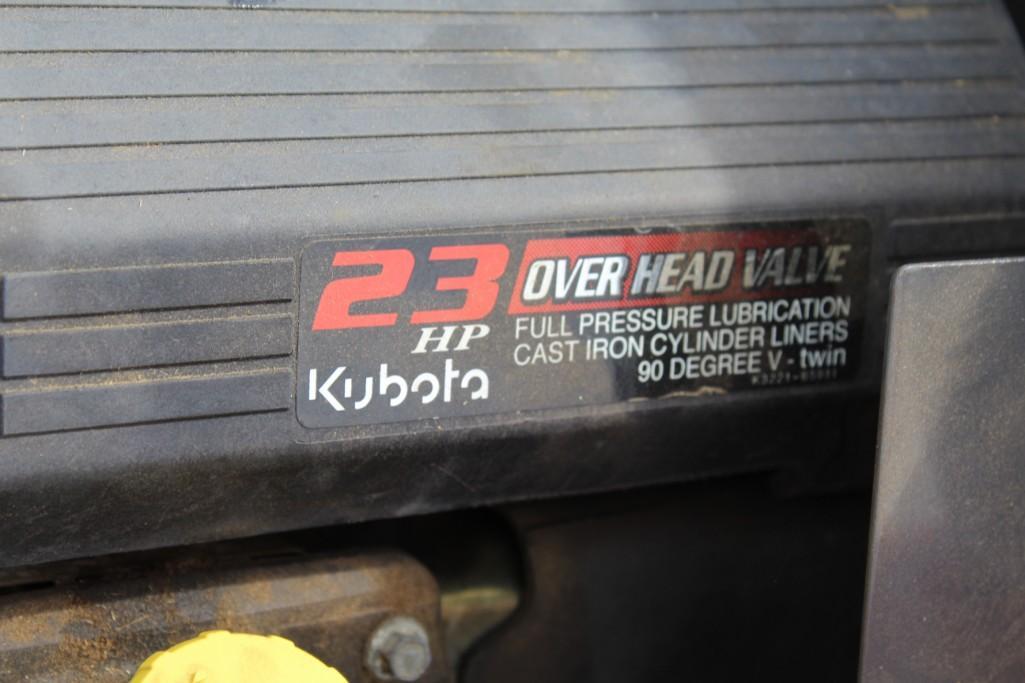 23
HP
Kubota
OVER HEAD VALVE
FULL PRESSURE LUBRICATION
CAST IRON CYLINDER LINERS
90 DEGREE V-twin